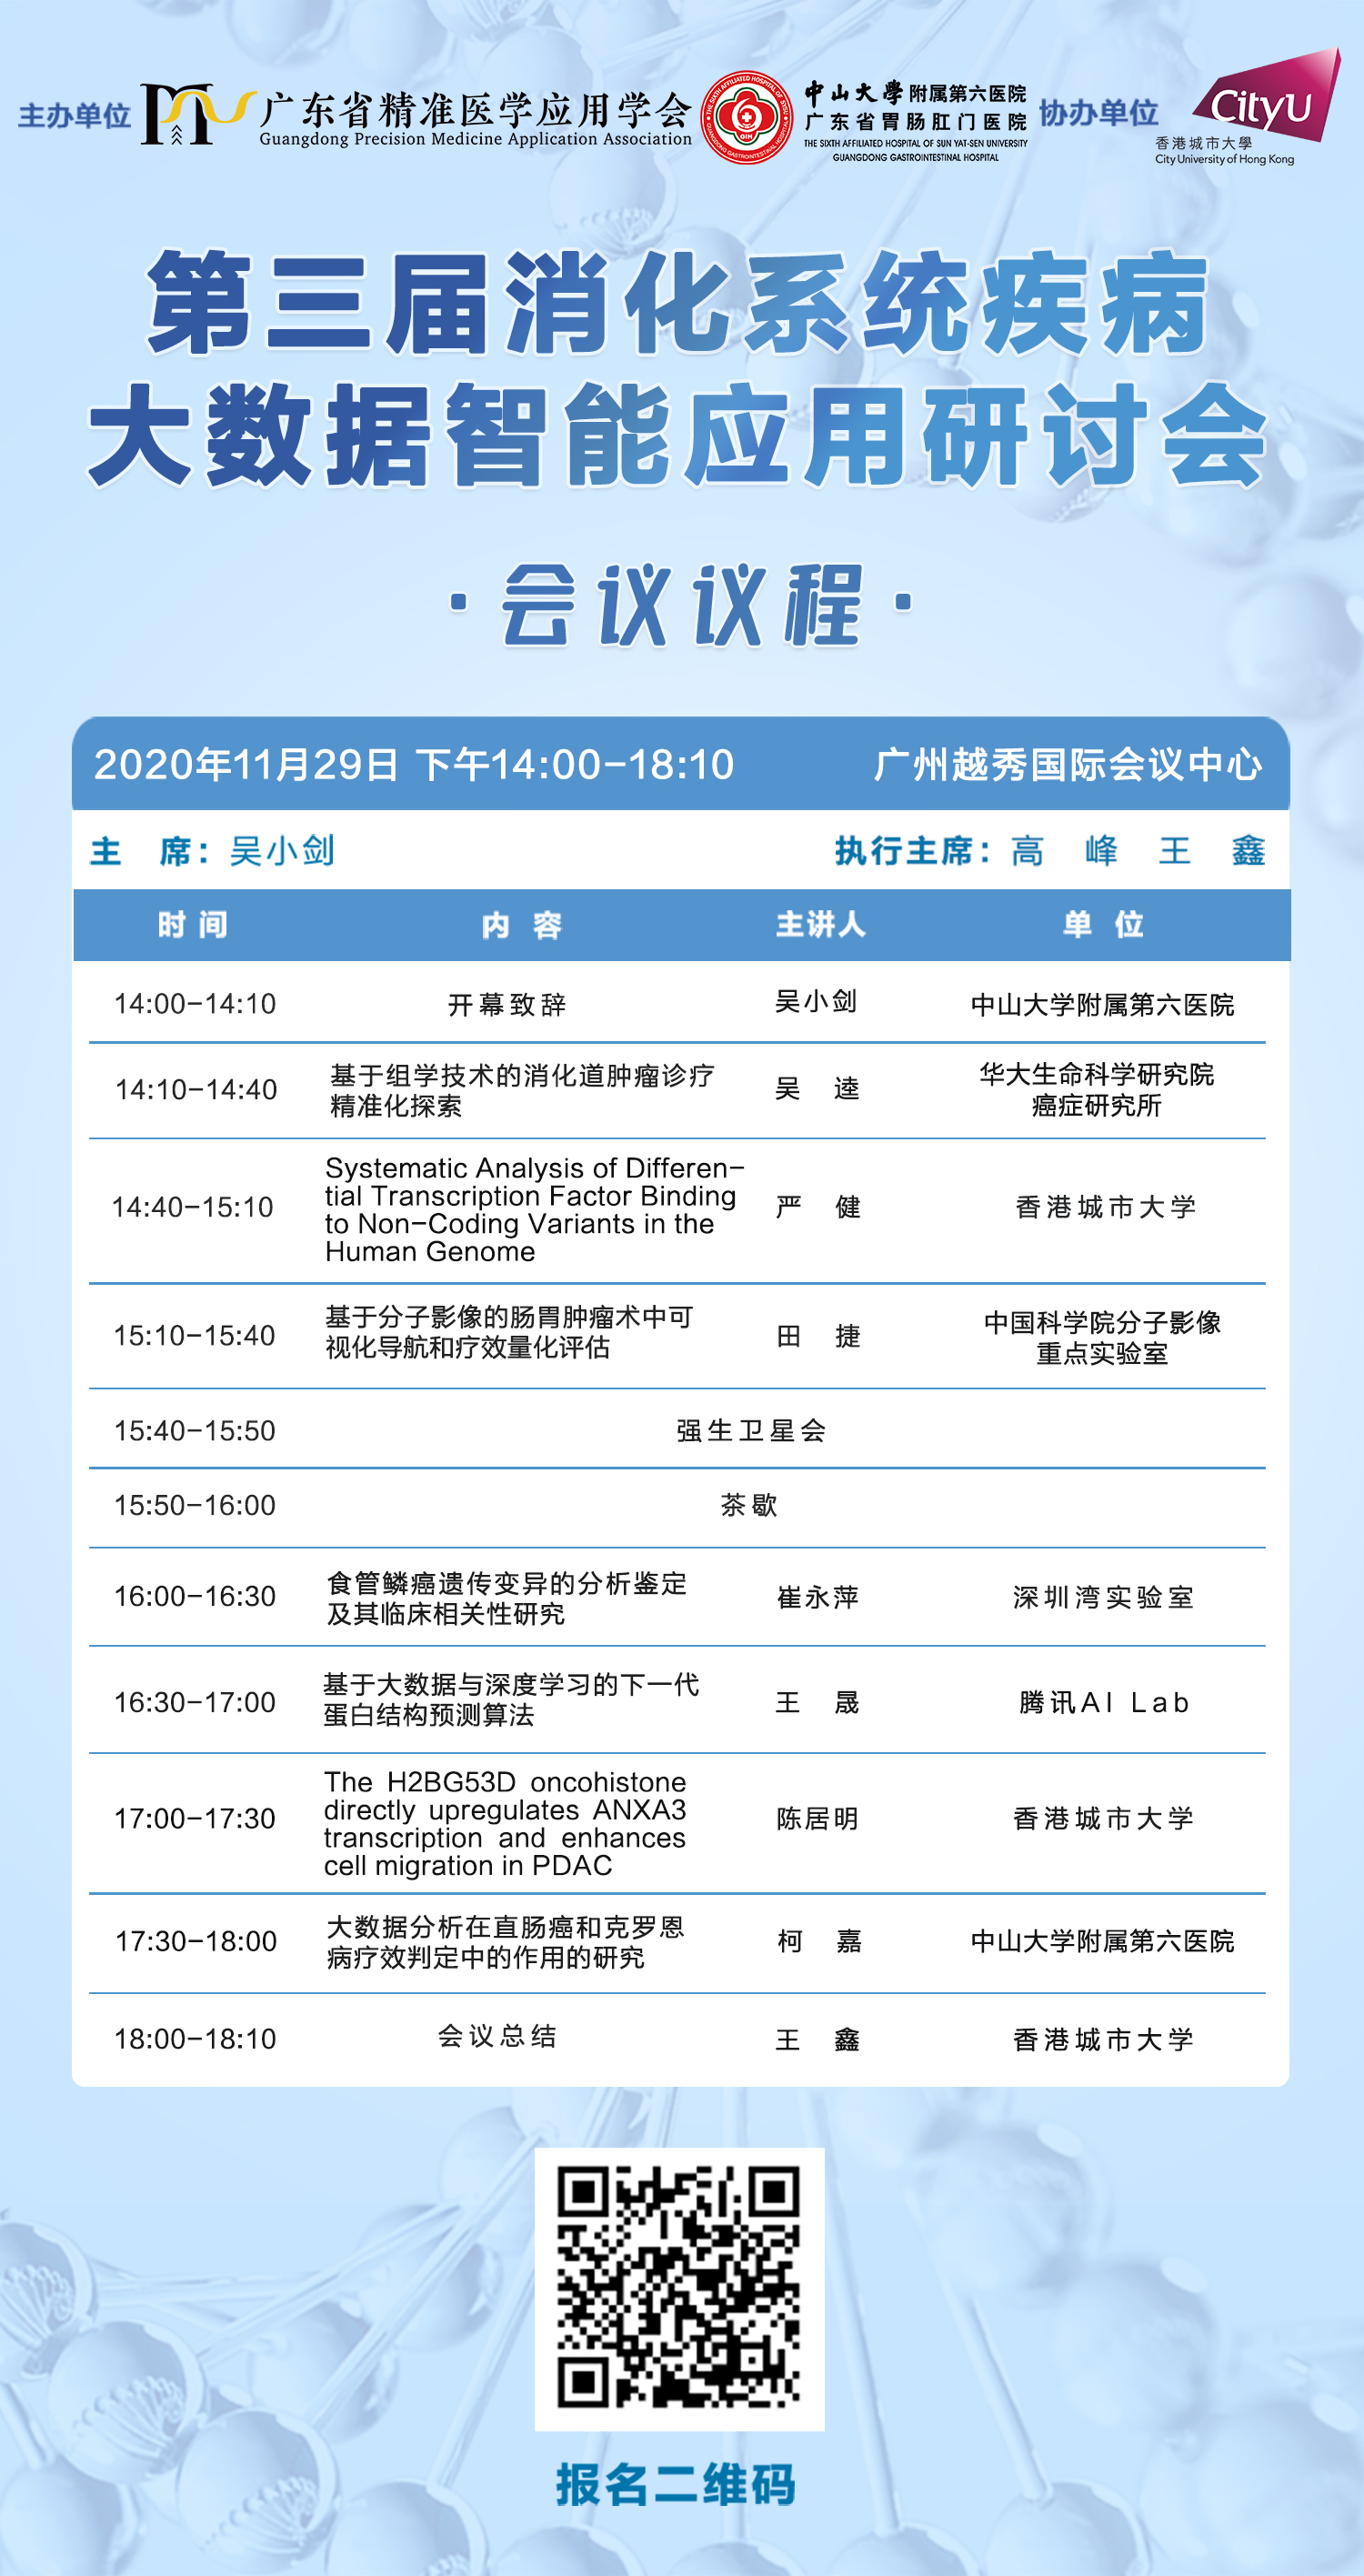 主办单位
广东省精准医学应用学会
Guangdong Precision Medicine Application Association
THE SIXTH AFFILIATED HOSPITAL OF SYSU
GIH
GUANGDONG GASTROINTESTINAL HOSPITAL
中山大學附属第六医院
广东省胃肠肛门医院
THE SIXTH AFFILIATED HOSPITAL OF SUN YAT-SEN UNIVERSITY
GUANGDONG GASTROINTESTINAL HOSPITAL
协办单位
CityU
香港城市大學
City University of Hong Kong
第三届消化系统疾病
大数据智能应用研讨会
·会议议程·
2020年11月29日 下午14:00-18:10 广州越秀国际会议中心
主 席：吴小剑 执行主席：高 峰 王 鑫
时间 内容 主讲人 单位
14:00-14:10 开幕致辞 吴小剑 中山大学附属第六医院
14:10-14:40 基于组学技术的消化道肿瘤诊疗
精准化探索 吴 逵 华大生命科学研究院
癌症研究所
14:40-15:10 Systematic Analysis of Differen-
tial Transcription Factor Binding
to Non-Coding Variants in the
Human Genome 严 健 香港城市大学
15:10-15:40 基于分子影像的肠胃肿瘤术中可
视化导航和疗效量化评估 田 捷 中国科学院分子影像
重点实验室
15:40-15:50 强生卫星会
15:50-16:00 茶歇
16:00-16:30 食管鳞癌遗传变异的分析鉴定
及其临床相关性研究 崔永萍 深圳湾实验室
16:30-17:00 基于大数据与深度学习的下一代
蛋白结构预测算法 王 晟 腾讯AI Lab
17:00-17:30 The H2BG53D oncohistone
directly upregulates ANXA3
transcription and enhances
cell migration in PDAC 陈居明 香港城市大学
17:30-18:00 大数据分析在直肠癌和克罗恩
病疗效判定中的作用的研究 柯 嘉 中山大学附属第六医院
18:00-18:10 会议总结 王 鑫 香港城市大学
报名二维码